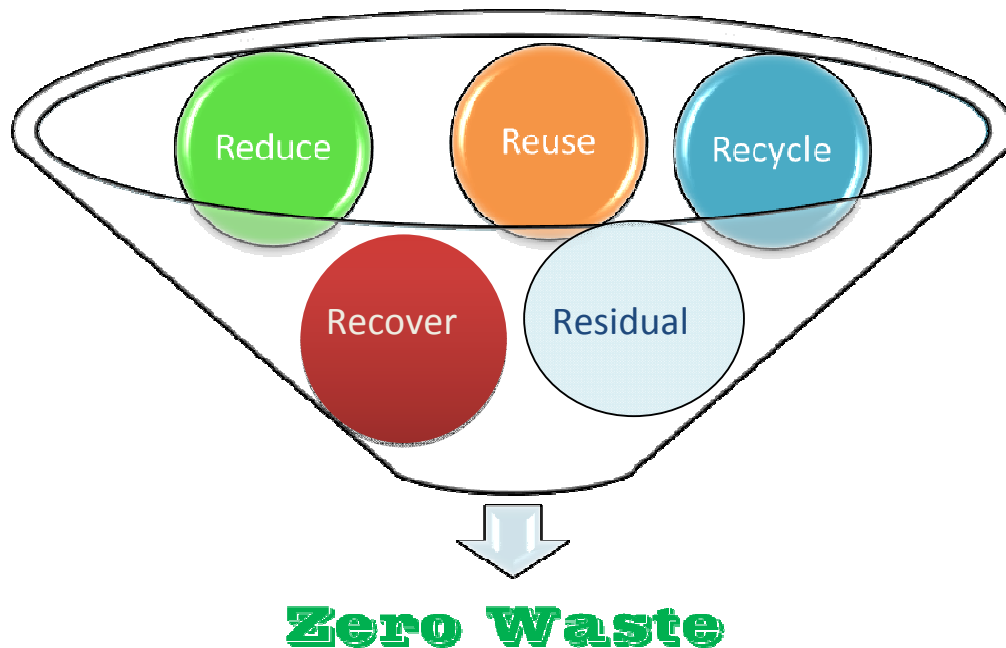 Reduce
Reuse
Recycle
Recover
Residual
Zero Waste